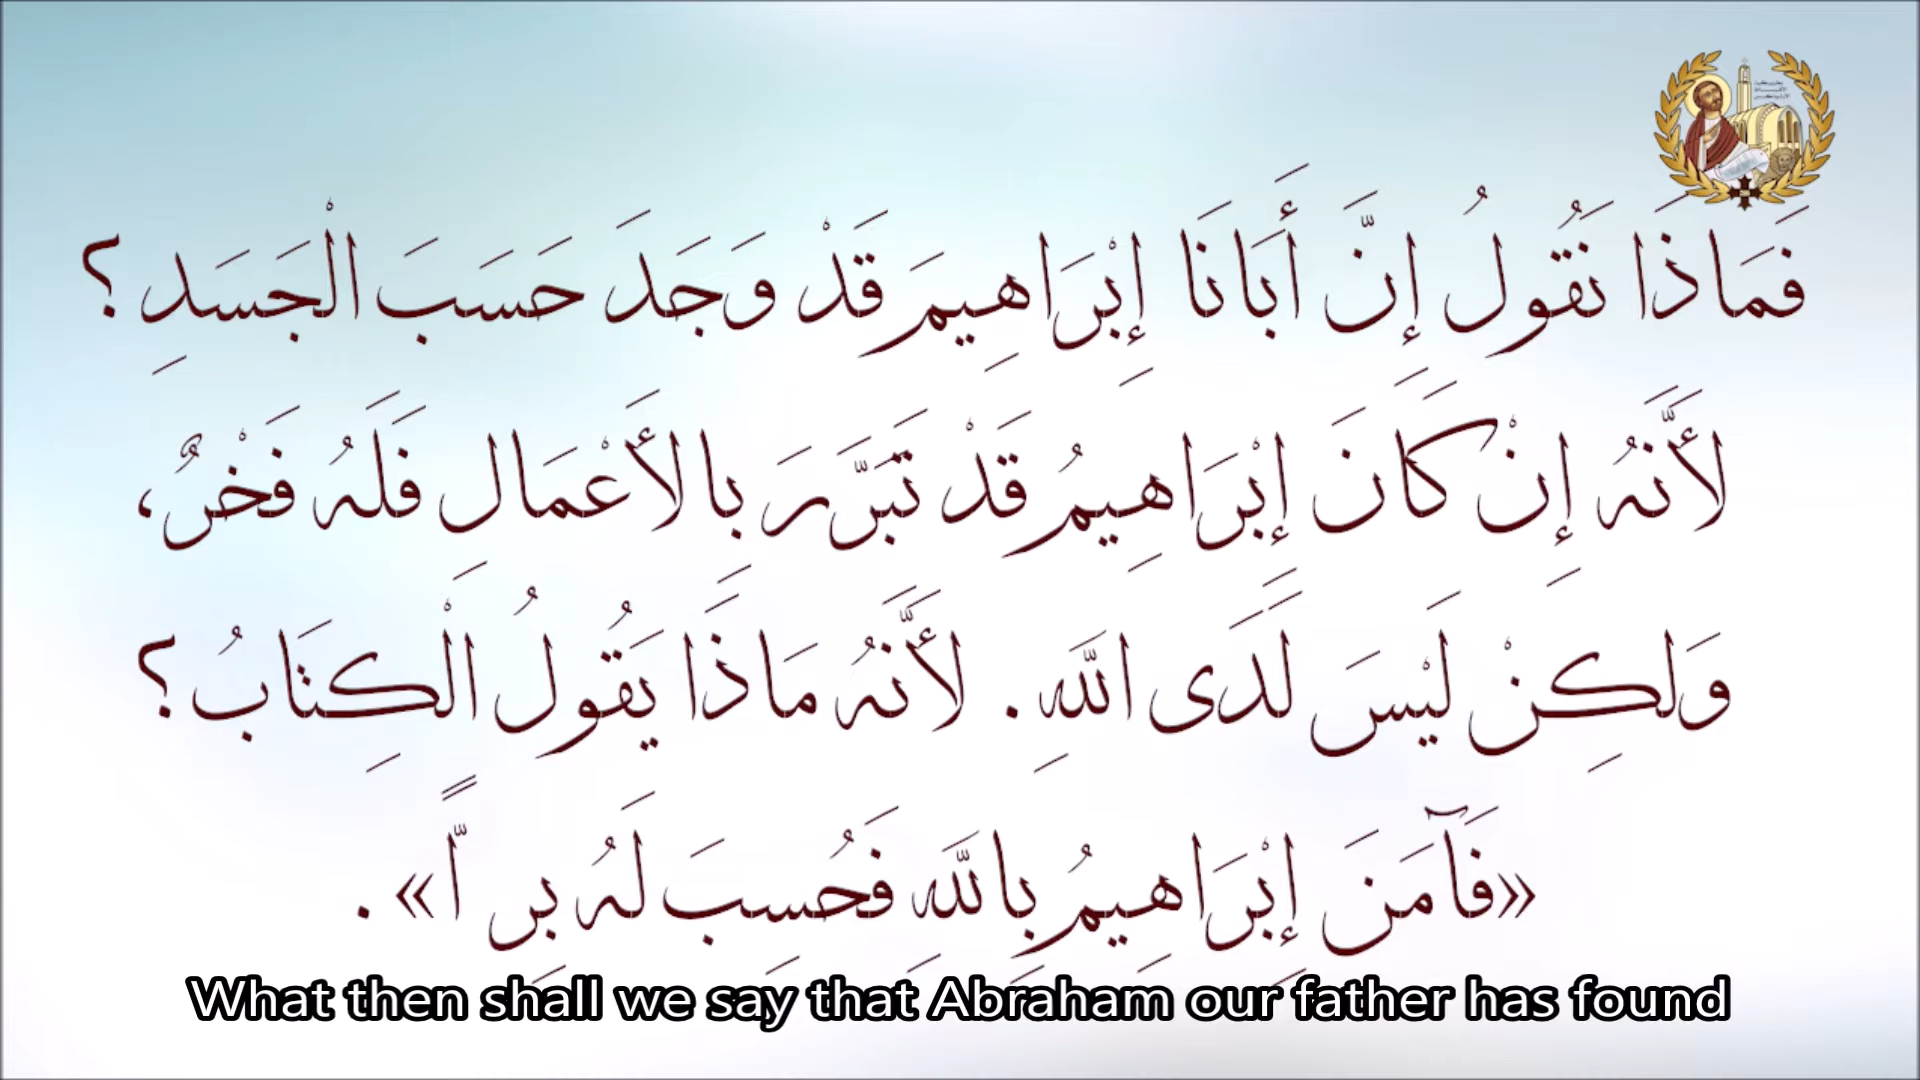 فَمَاذَا نَقُولُ إِنَّ أَبَانَا إِبْرَاهِيمَ قَدْ وَجَدَ حَسَبَ الْجَسَدِ؟
لأَنَّهُ إِنْ كَانَ إِبْرَاهِيمُ قَدْ تَبَرَّرَ بِالأَعْمَالِ فَلَهُ فَخْرٌ،
وَلكِنْ لَيْسَ لَدَى اللهِ. لأَنَّهُ مَاذَا يَقُولُ الْكِتَابُ؟
«فَآمَنَ إِبْرَاهِيمُ بِاللهِ فَحُسِبَ لَهُ بِرًّا».
What then shall we say that Abraham our father has found